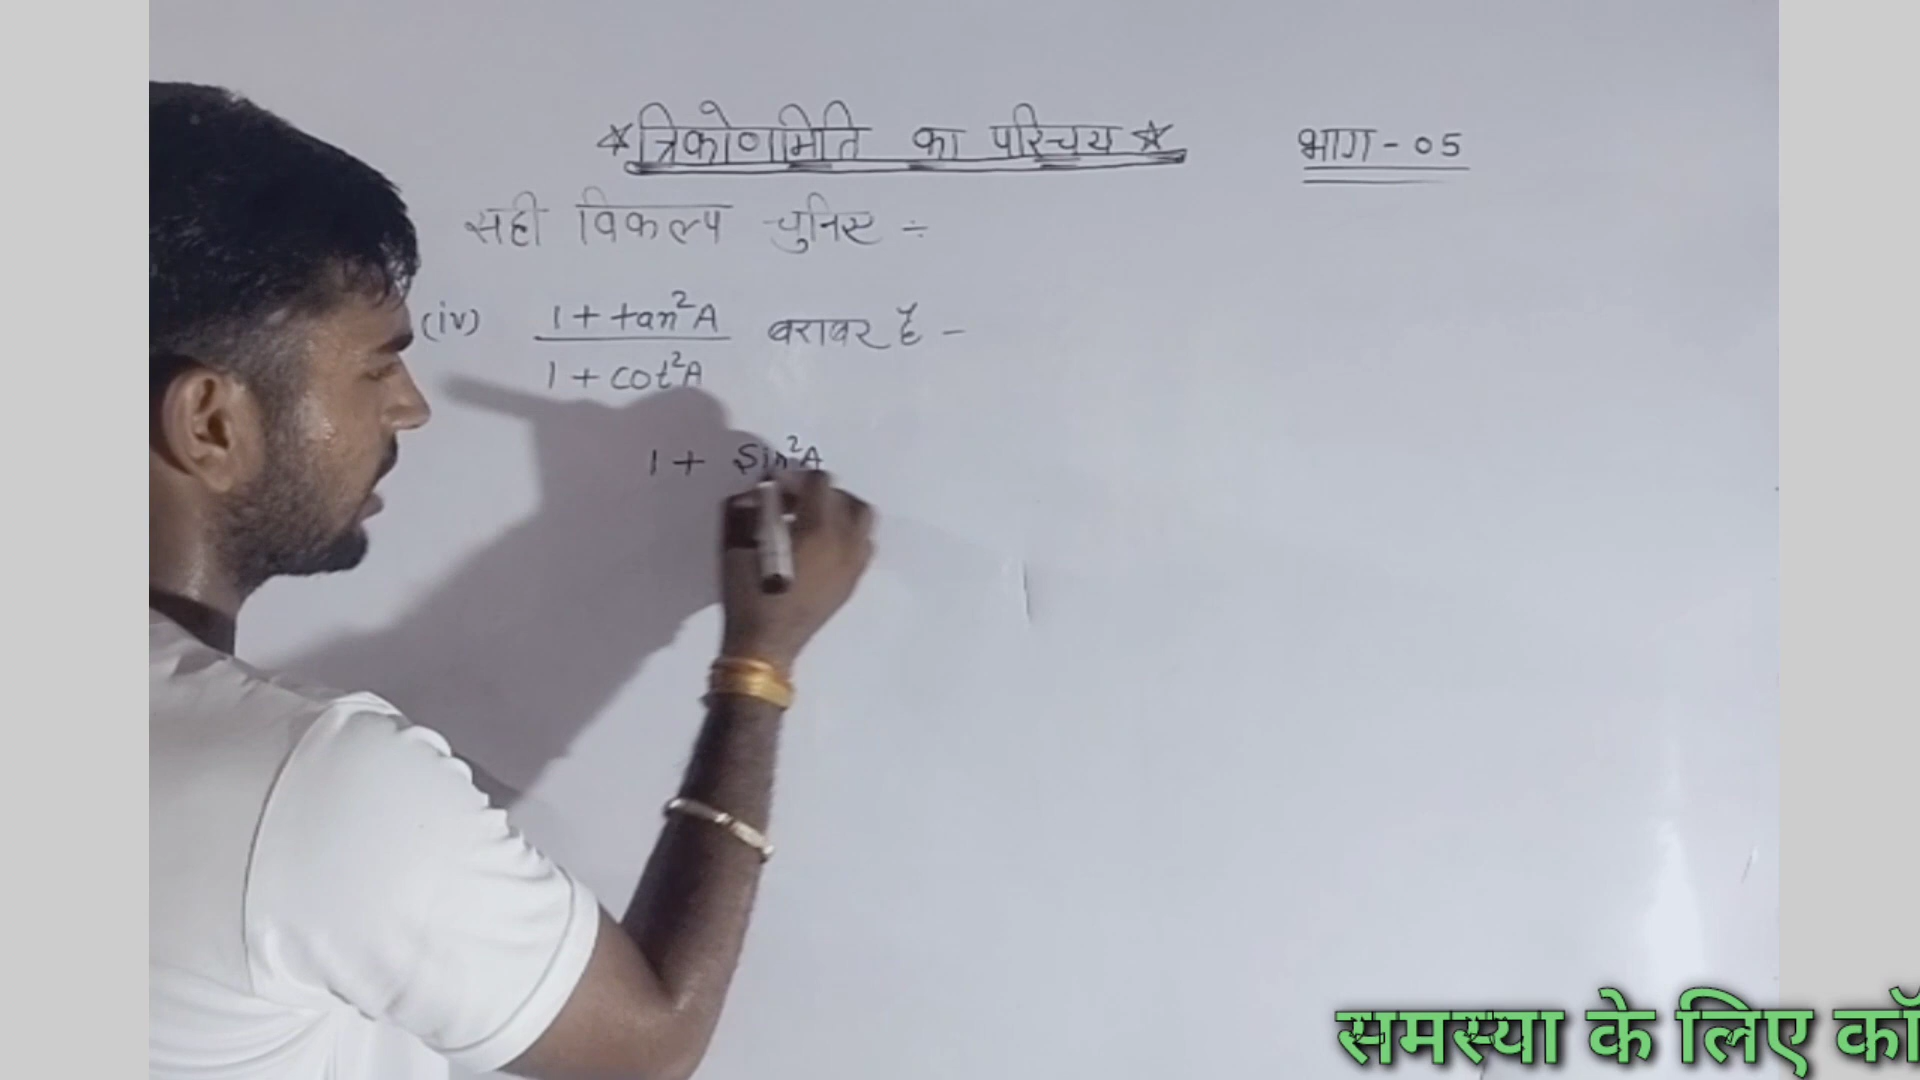 ☆ त्रिकोणमिति का परिचय ☆ भाग - 05
सही विकल्प चुनिए ÷
(iv) 1 + tan²A / 1 + cot²A बराबर है -
1 + Sin²A
समस्या के लिए कॉ